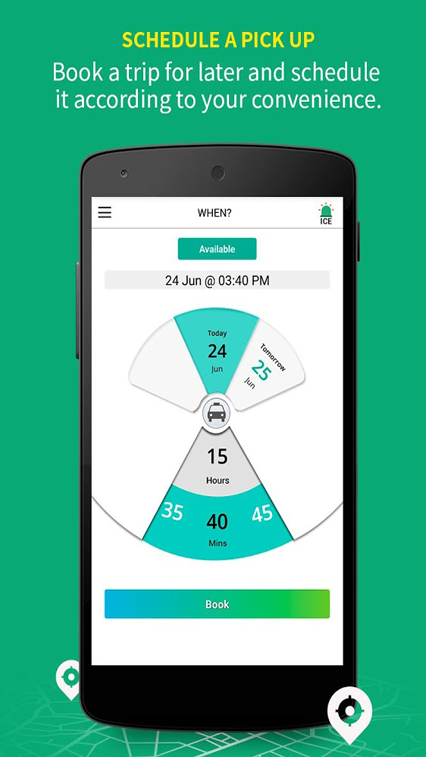 SCHEDULE A PICK UP
Book a trip for later and schedule
it according to your convenience.
WHEN?
ICE
Available
24 Jun @ 03:40 PM
Today
24
Jun
Tomorrow
25
Jun
15
Hours
35
40
45
Mins
Book